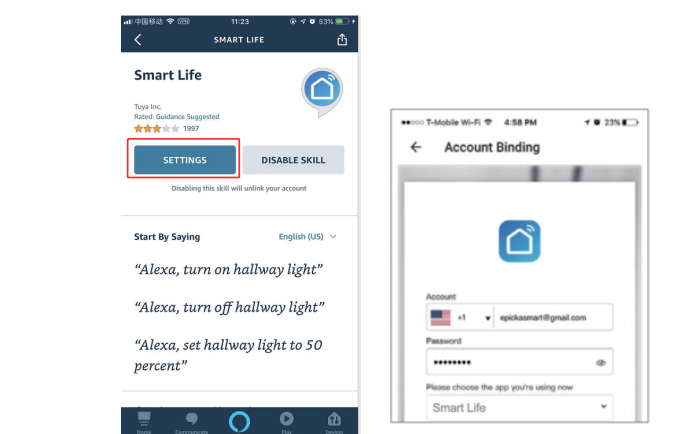 中国移动 VPN 11:23 53%
SMART LIFE
Smart Life
Tuya Inc.
Rated: Guidance Suggested
1997
SETTINGS
DISABLE SKILL
Disabling this skill will unlink your account
Start By Saying
English (US)
“Alexa, turn on hallway light”
“Alexa, turn off hallway light”
“Alexa, set hallway light to 50
percent”
Home
Communicate
Play
Devices
T-Mobile Wi-Fi 4:58 PM 23%
Account Binding
Account
+1
epickasmart@gmail.com
Password
Please choose the app you're using now
Smart Life